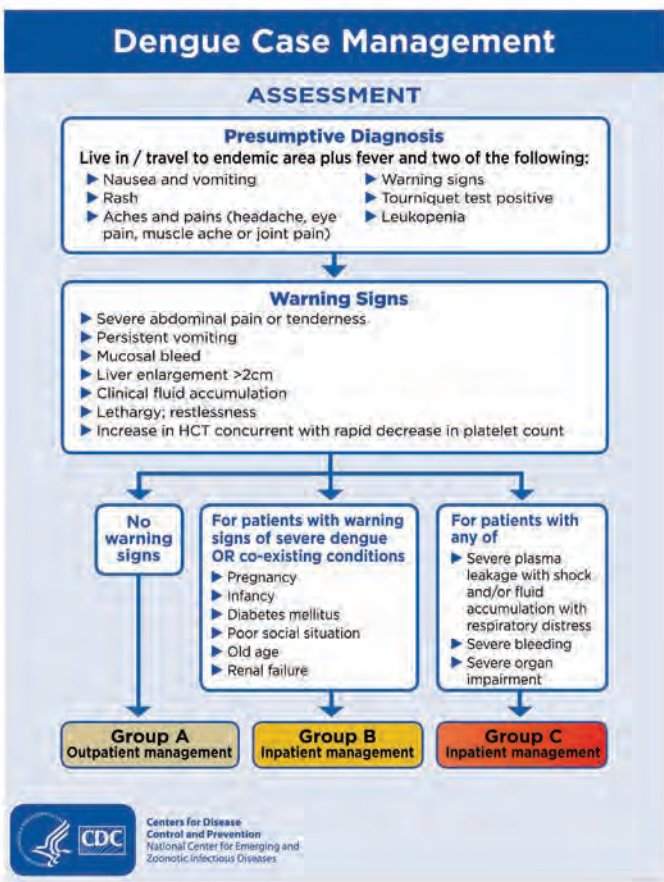 Dengue Case Management
ASSESSMENT
Presumptive Diagnosis
Live in / travel to endemic area plus fever and two of the following:
▶ Nausea and vomiting
▶ Rash
▶ Aches and pains (headache, eye
pain, muscle ache or joint pain)
▶ Warning signs
▶ Tourniquet test positive
▶ Leukopenia
Warning Signs
▶ Severe abdominal pain or tenderness
▶ Persistent vomiting
▶ Mucosal bleed
▶ Liver enlargement >2cm
▶ Clinical fluid accumulation
▶ Lethargy; restlessness
▶ Increase in HCT concurrent with rapid decrease in platelet count
No
warning
signs
For patients with warning
signs of severe dengue
OR co-existing conditions
▶ Pregnancy
▶ Infancy
▶ Diabetes mellitus
▶ Poor social situation
▶ Old age
▶ Renal failure
For patients with
any of
▶ Severe plasma
leakage with shock
and/or fluid
accumulation with
respiratory distress
▶ Severe bleeding
▶ Severe organ
impairment
Group A
Outpatient management
Group B
Inpatient management
Group C
Inpatient management
CDC
Centers for Disease
Control and Prevention
National Center for Emerging and
Zoonotic Infectious Diseases